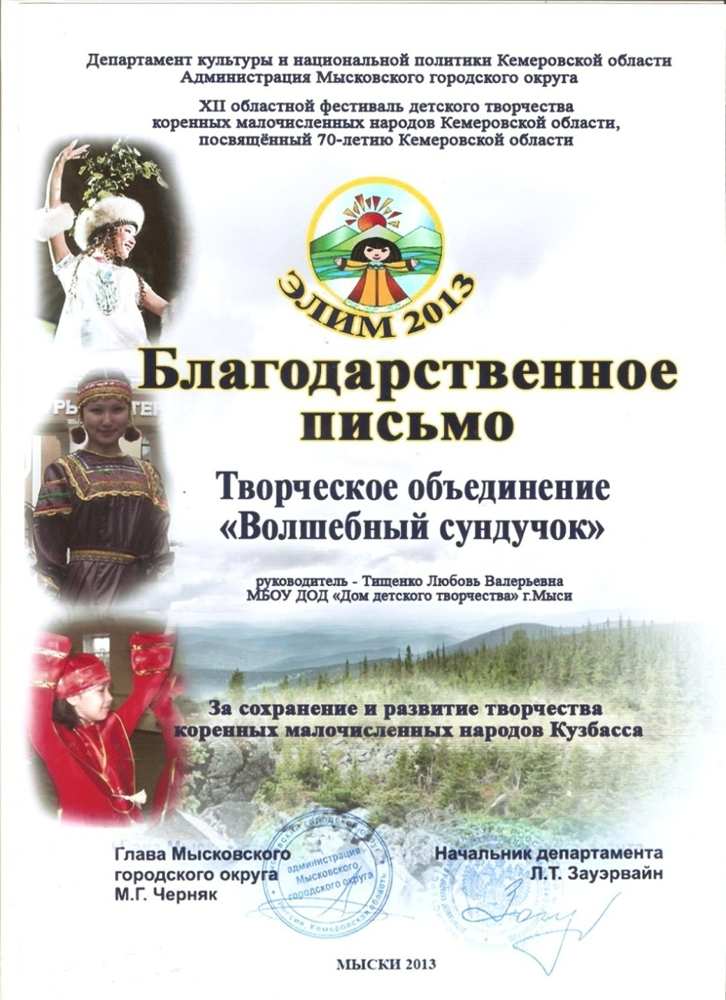 Департамент культуры и национальной политики Кемеровской области
Администрация Мысковского городского округа
XII областной фестиваль детского творчества
коренных малочисленных народов Кемеровской области,
посвящённый 70-летию Кемеровской области
ЭЛИМ 2013
Благодарственное
письмо
Творческое объединение
«Волшебный сундучок»
руководитель - Тищенко Любовь Валерьевна
МБОУ ДОД «Дом детского творчества» г.Мыси
За сохранение и развитие творчества
коренных малочисленных народов Кузбасса
Глава Мысковского
городского округа
М.Г. Черняк
администрация
Мысковского
городского округа
Россия, Кемеровская область
Начальник департамента
Л.Т. Зауэрвайн
МЫСКИ 2013